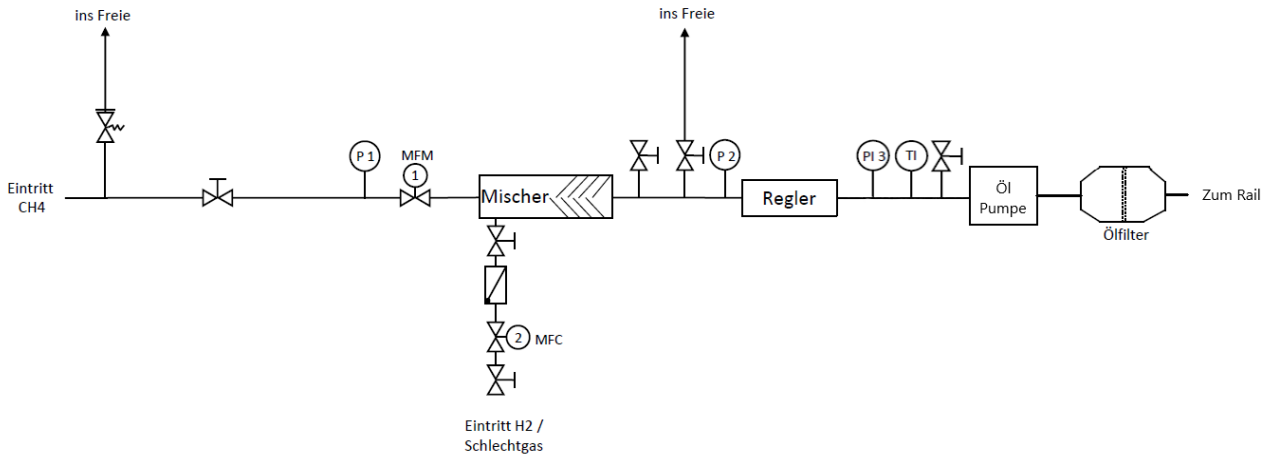 ins Freie
ins Freie
P 1
MFM
1
P 2
PI 3
TI
Eintritt
CH4
Mischer
Regler
Öl
Pumpe
Zum Rail
Ölfilter
2
MFC
Eintritt H2 /
Schlechtgas